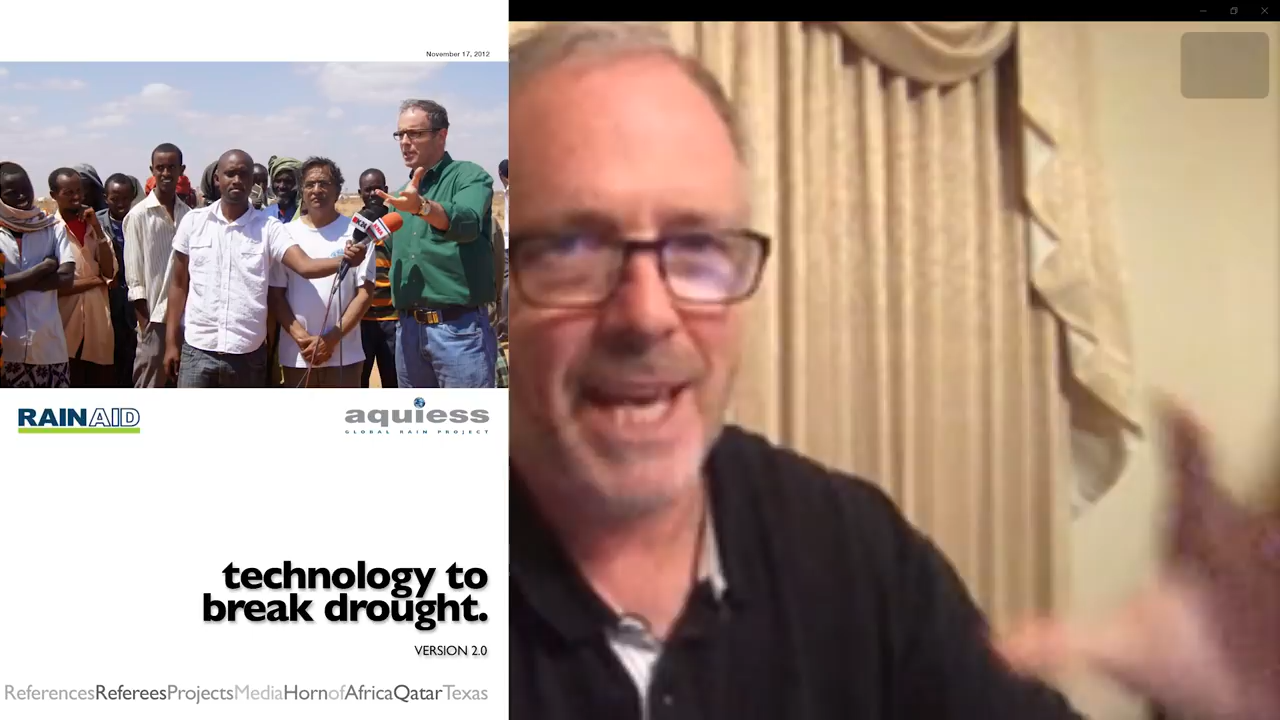 November 17, 2012
RAINAID
aquiess
GLOBAL RAIN PROJECT
technology to
break drought.
VERSION 2.0
ReferencesRefereesProjectsMediaHornofAfricaQatarTexas